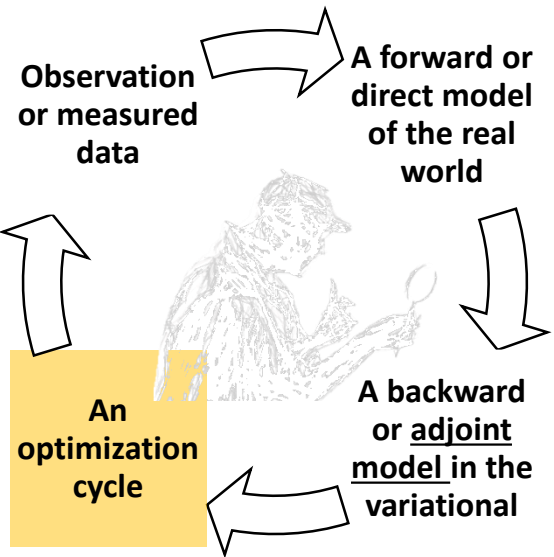 Observation
or measured
data
A forward or
direct model
of the real
world
A backward
or adjoint
model in the
variational
An
optimization
cycle